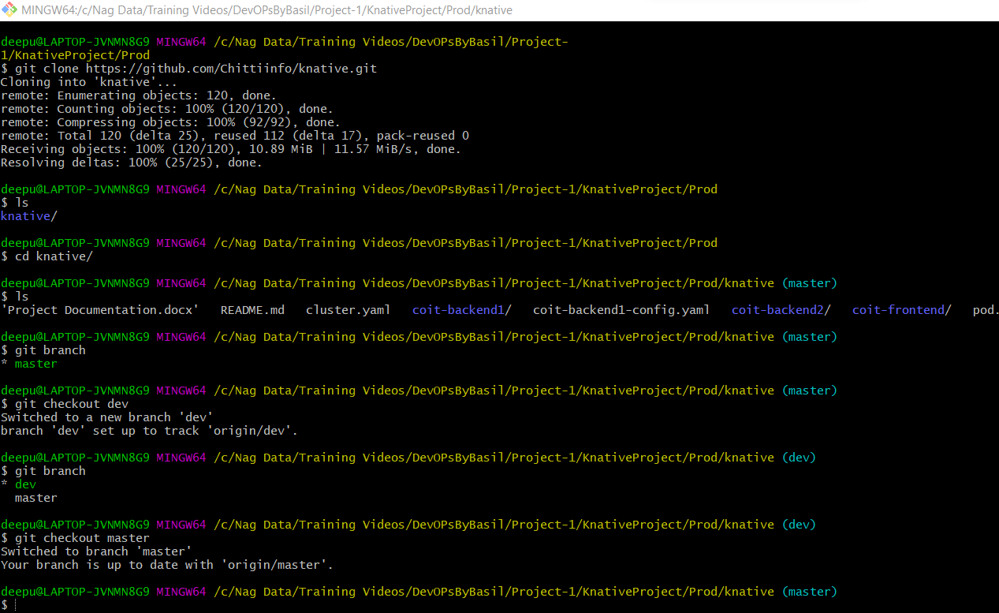 MINGW64:/c/Nag Data/Training Videos/DevOPsByBasil/Project-1/KnativeProject/Prod/knative
deepu@LAPTOP-JVNMN8G9 MINGW64 /c/Nag Data/Training Videos/DevOPsByBasil/Project-
1/KnativeProject/Prod
$ git clone https://github.com/Chittiinfo/knative.git
Cloning into 'knative'...
remote: Enumerating objects: 120, done.
remote: Counting objects: 100% (120/120), done.
remote: Compressing objects: 100% (92/92), done.
remote: Total 120 (delta 25), reused 112 (delta 17), pack-reused 0
Receiving objects: 100% (120/120), 10.89 MiB | 11.57 MiB/s, done.
Resolving deltas: 100% (25/25), done.
deepu@LAPTOP-JVNMN8G9 MINGW64 /c/Nag Data/Training Videos/DevOPsByBasil/Project-1/KnativeProject/Prod
$ ls
knative/
deepu@LAPTOP-JVNMN8G9 MINGW64 /c/Nag Data/Training Videos/DevOPsByBasil/Project-1/KnativeProject/Prod
$ cd knative/
deepu@LAPTOP-JVNMN8G9 MINGW64 /c/Nag Data/Training Videos/DevOPsByBasil/Project-1/KnativeProject/Prod/knative (master)
$ ls
'Project Documentation.docx'   README.md   cluster.yaml   coit-backend1/   coit-backend1-config.yaml   coit-backend2/   coit-frontend/   pod.
deepu@LAPTOP-JVNMN8G9 MINGW64 /c/Nag Data/Training Videos/DevOPsByBasil/Project-1/KnativeProject/Prod/knative (master)
$ git branch
* master
deepu@LAPTOP-JVNMN8G9 MINGW64 /c/Nag Data/Training Videos/DevOPsByBasil/Project-1/KnativeProject/Prod/knative (master)
$ git checkout dev
Switched to a new branch 'dev'
branch 'dev' set up to track 'origin/dev'.
deepu@LAPTOP-JVNMN8G9 MINGW64 /c/Nag Data/Training Videos/DevOPsByBasil/Project-1/KnativeProject/Prod/knative (dev)
$ git branch
* dev
  master
deepu@LAPTOP-JVNMN8G9 MINGW64 /c/Nag Data/Training Videos/DevOPsByBasil/Project-1/KnativeProject/Prod/knative (dev)
$ git checkout master
Switched to branch 'master'
Your branch is up to date with 'origin/master'.
deepu@LAPTOP-JVNMN8G9 MINGW64 /c/Nag Data/Training Videos/DevOPsByBasil/Project-1/KnativeProject/Prod/knative (master)
$